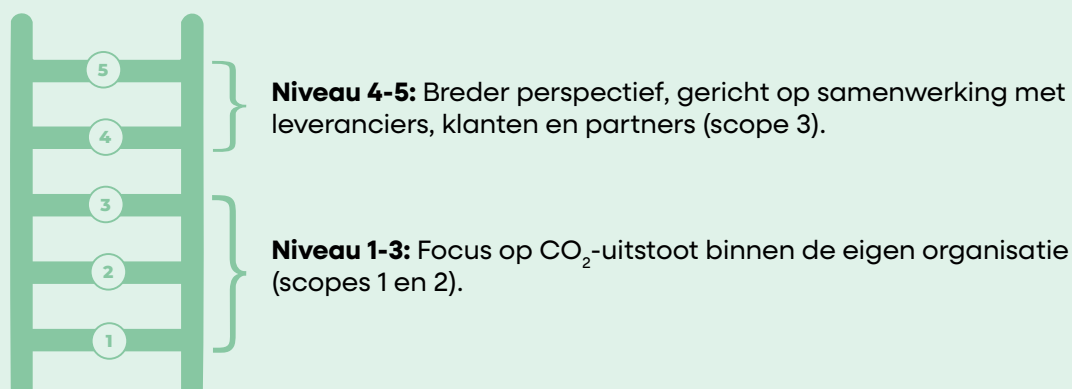 5
Niveau 4-5: Breder perspectief, gericht op samenwerking met
leveranciers, klanten en partners (scope 3).
4
3
Niveau 1-3: Focus op CO₂-uitstoot binnen de eigen organisatie
(scopes 1 en 2).
2
1